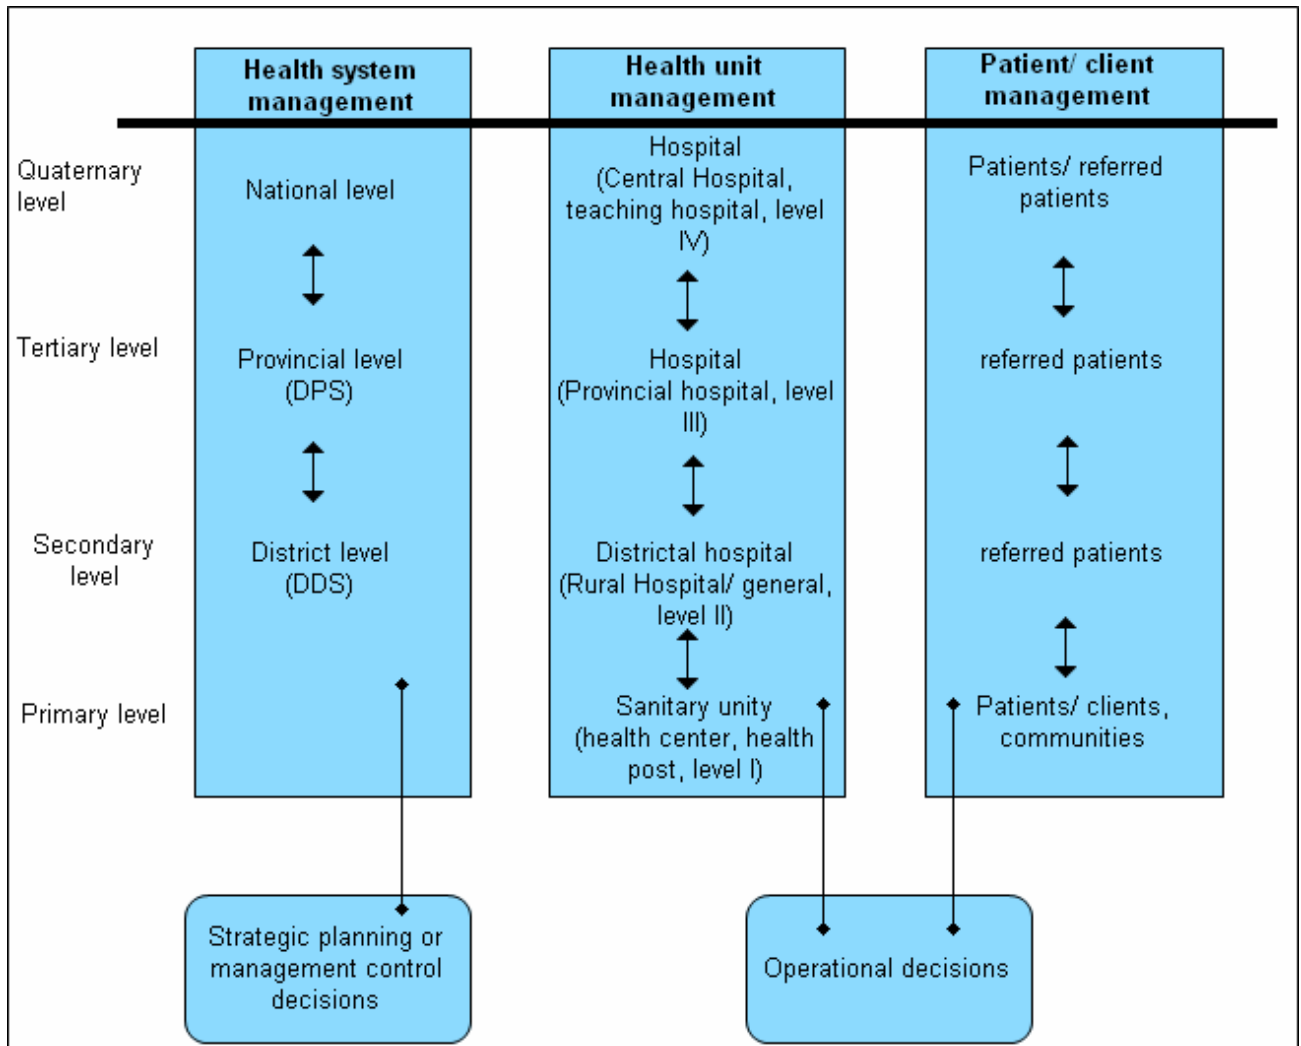 Health system
management
Health unit
management
Patient/ client
management
Quaternary
level
National level
Hospital
(Central Hospital,
teaching hospital, level
IV)
Patients/ referred
patients
Tertiary level
Provincial level
(DPS)
Hospital
(Provincial hospital, level
III)
referred patients
Secondary
level
District level
(DDS)
Districtal hospital
(Rural Hospital/ general,
level II)
referred patients
Primary level
Sanitary unity
(health center, health
post, level I)
Patients/ clients,
communities
Strategic planning or
management control
decisions
Operational decisions